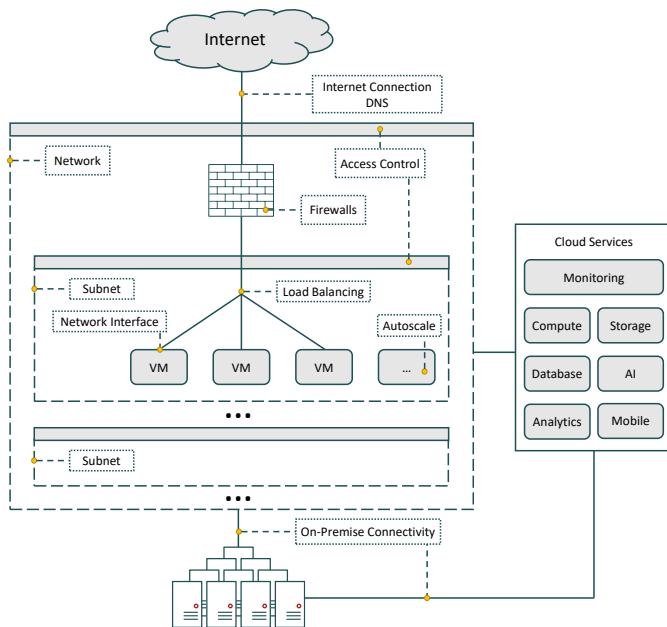 Internet
Internet Connection
DNS
Network
Access Control
Firewalls
Cloud Services
Monitoring
Subnet
Load Balancing
Network Interface
Autoscale
Compute
Storage
VM
VM
VM
...
Database
AI
...
Analytics
Mobile
Subnet
...
On-Premise Connectivity